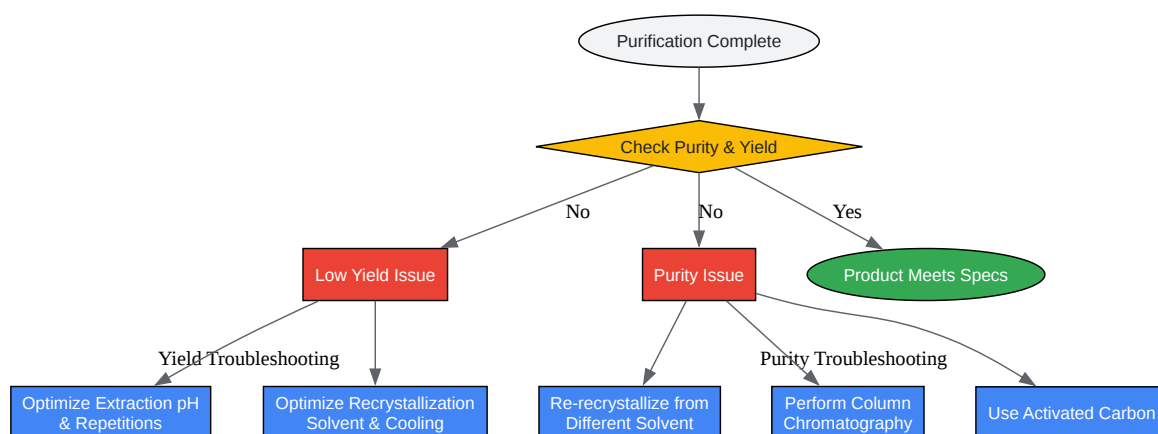 Purification Complete
Check Purity & Yield
No
No
Yes
Low Yield Issue
Purity Issue
Product Meets Specs
Yield Troubleshooting
Purity Troubleshooting
Optimize Extraction pH
& Repetitions
Optimize Recrystallization
Solvent & Cooling
Re-recrystallize from
Different Solvent
Perform Column
Chromatography
Use Activated Carbon